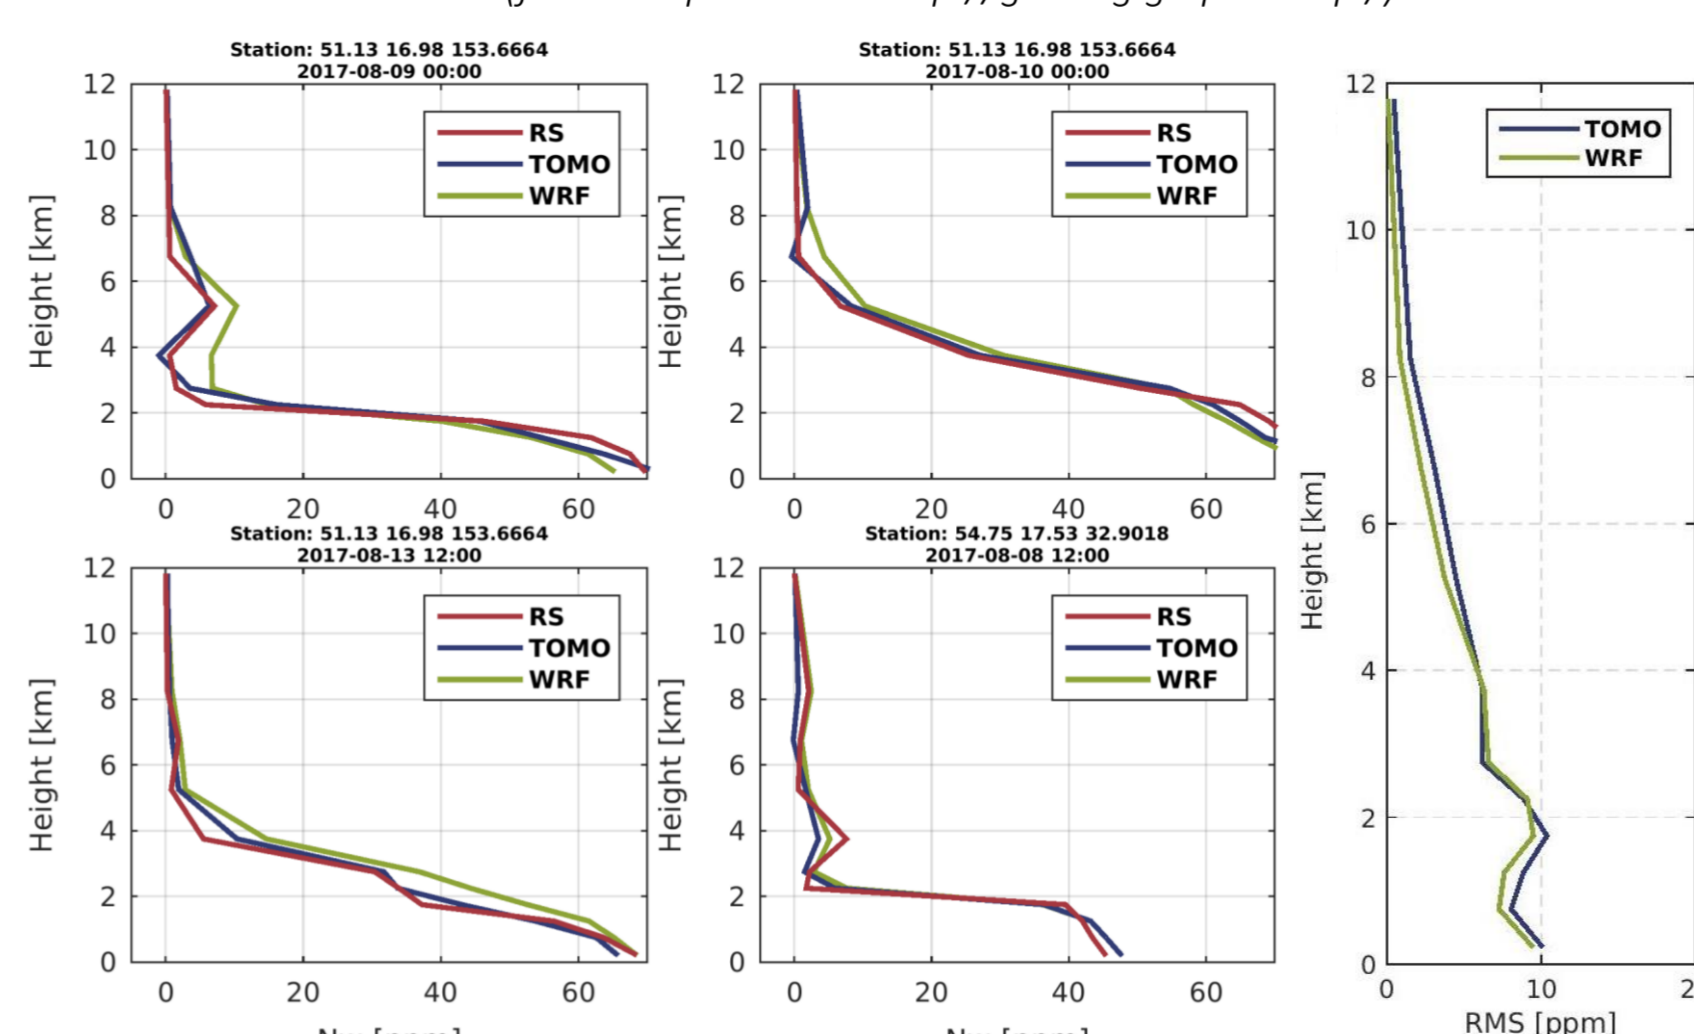 Station: 51.13 16.98 153.6664
2017-08-09 00:00
12
10
8
6
4
2
0
Height [km]
RS
TOMO
WRF
0 20 40 60
Station: 51.13 16.98 153.6664
2017-08-10 00:00
12
10
8
6
4
2
0
Height [km]
RS
TOMO
WRF
0 20 40 60
Station: 51.13 16.98 153.6664
2017-08-13 12:00
12
10
8
6
4
2
0
Height [km]
RS
TOMO
WRF
0 20 40 60
Station: 54.75 17.53 32.9018
2017-08-08 12:00
12
10
8
6
4
2
0
Height [km]
RS
TOMO
WRF
0 20 40 60
12
10
8
6
4
2
0
Height [km]
TOMO
WRF
0 10
RMS [ppm]